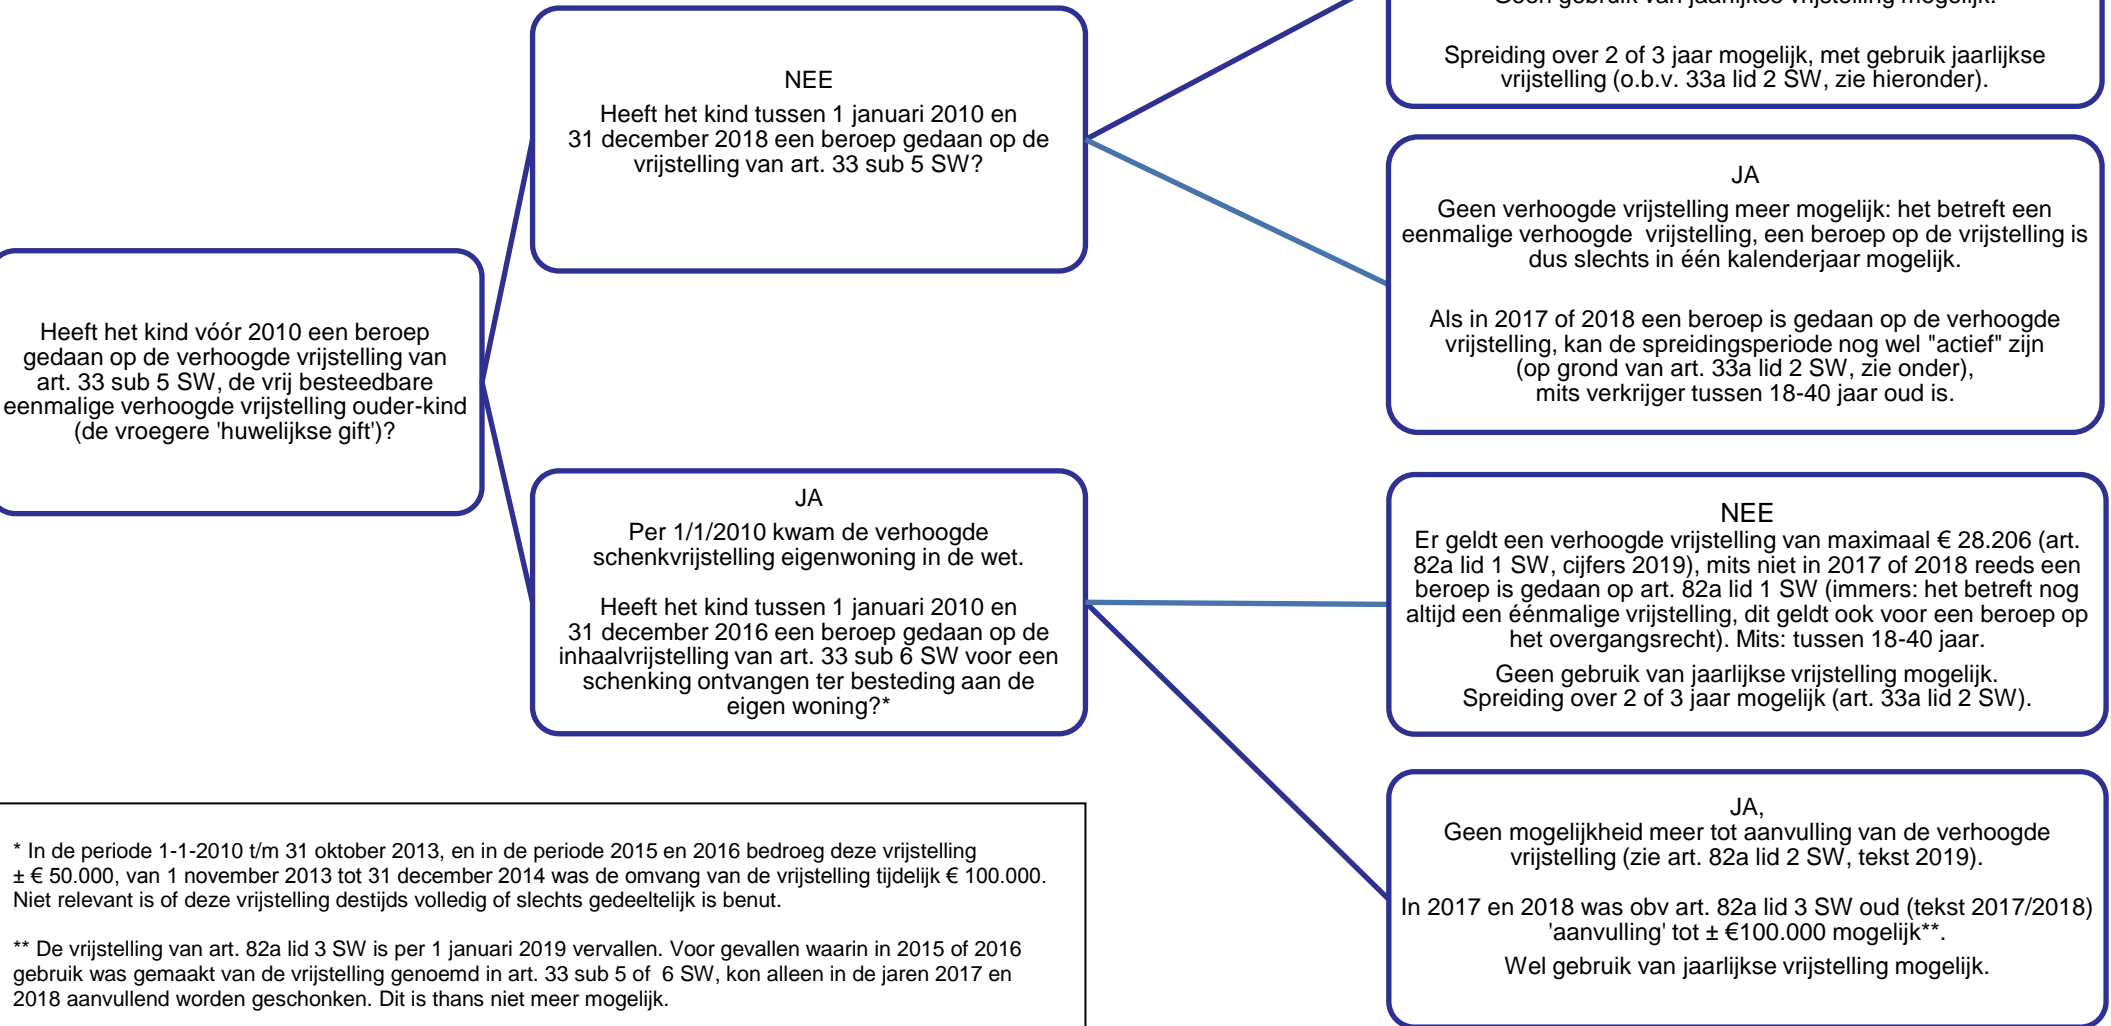 Heeft het kind vóór 2010 een beroep
gedaan op de verhoogde vrijstelling van
art. 33 sub 5 SW, de vrij besteedbare
eenmalige verhoogde vrijstelling ouder-kind
(de vroegere 'huwelijkse gift')?
NEE
Heeft het kind tussen 1 januari 2010 en
31 december 2018 een beroep gedaan op de
vrijstelling van art. 33 sub 5 SW?
JA
Per 1/1/2010 kwam de verhoogde
schenkvrijstelling eigenwoning in de wet.
Heeft het kind tussen 1 januari 2010 en
31 december 2016 een beroep gedaan op de
inhaalvrijstelling van art. 33 sub 6 SW voor een
schenking ontvangen ter besteding aan de
eigen woning?*
Geen gebruik van jaarlijkse vrijstelling mogelijk.
Spreiding over 2 of 3 jaar mogelijk, met gebruik jaarlijkse
vrijstelling (o.b.v. 33a lid 2 SW, zie hieronder).
JA
Geen verhoogde vrijstelling meer mogelijk: het betreft een
eenmalige verhoogde vrijstelling, een beroep op de vrijstelling is
dus slechts in één kalenderjaar mogelijk.
Als in 2017 of 2018 een beroep is gedaan op de verhoogde
vrijstelling, kan de spreidingsperiode nog wel "actief" zijn
(op grond van art. 33a lid 2 SW, zie onder),
mits verkrijger tussen 18-40 jaar oud is.
NEE
Er geldt een verhoogde vrijstelling van maximaal € 28.206 (art.
82a lid 1 SW, cijfers 2019), mits niet in 2017 of 2018 reeds een
beroep is gedaan op art. 82a lid 1 SW (immers: het betreft nog
altijd een éénmalige vrijstelling, dit geldt ook voor een beroep op
het overgangsrecht). Mits: tussen 18-40 jaar.
Geen gebruik van jaarlijkse vrijstelling mogelijk.
Spreiding over 2 of 3 jaar mogelijk (art. 33a lid 2 SW).
JA,
Geen mogelijkheid meer tot aanvulling van de verhoogde
vrijstelling (zie art. 82a lid 2 SW, tekst 2019).
In 2017 en 2018 was obv art. 82a lid 3 SW oud (tekst 2017/2018)
'aanvulling' tot ± €100.000 mogelijk**.
Wel gebruik van jaarlijkse vrijstelling mogelijk.
* In de periode 1-1-2010 t/m 31 oktober 2013, en in de periode 2015 en 2016 bedroeg deze vrijstelling
± € 50.000, van 1 november 2013 tot 31 december 2014 was de omvang van de vrijstelling tijdelijk € 100.000.
Niet relevant is of deze vrijstelling destijds volledig of slechts gedeeltelijk is benut.
** De vrijstelling van art. 82a lid 3 SW is per 1 januari 2019 vervallen. Voor gevallen waarin in 2015 of 2016
gebruik was gemaakt van de vrijstelling genoemd in art. 33 sub 5 of 6 SW, kon alleen in de jaren 2017 en
2018 aanvullend worden geschonken. Dit is thans niet meer mogelijk.